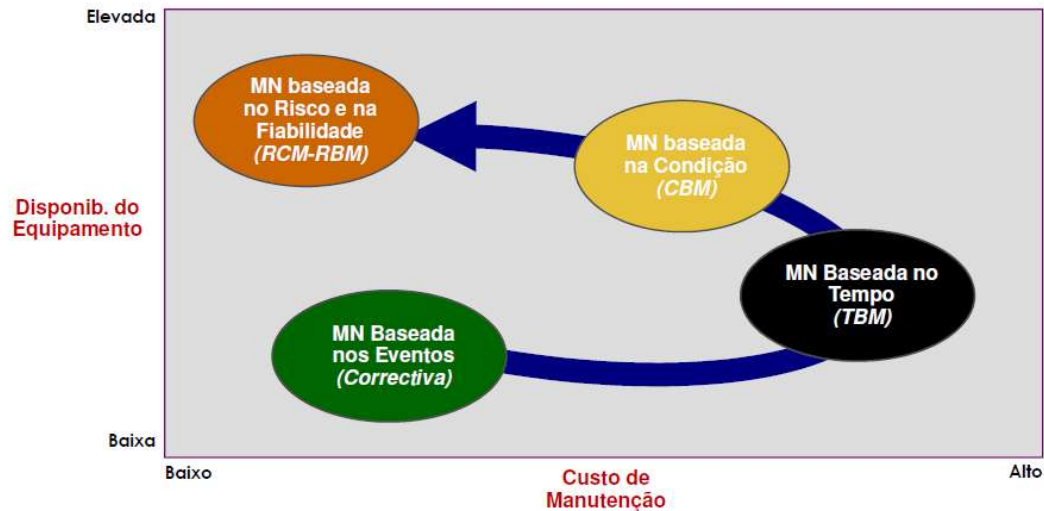 Elevada
MN baseada
no Risco e na
Fiabilidade
(RCM-RBM)
MN baseada
na Condição
(CBM)
Disponib. do
Equipamento
MN Baseada no
Tempo
(TBM)
MN Baseada
nos Eventos
(Correctiva)
Baixa
Baixo
Custo de
Manutenção
Alto